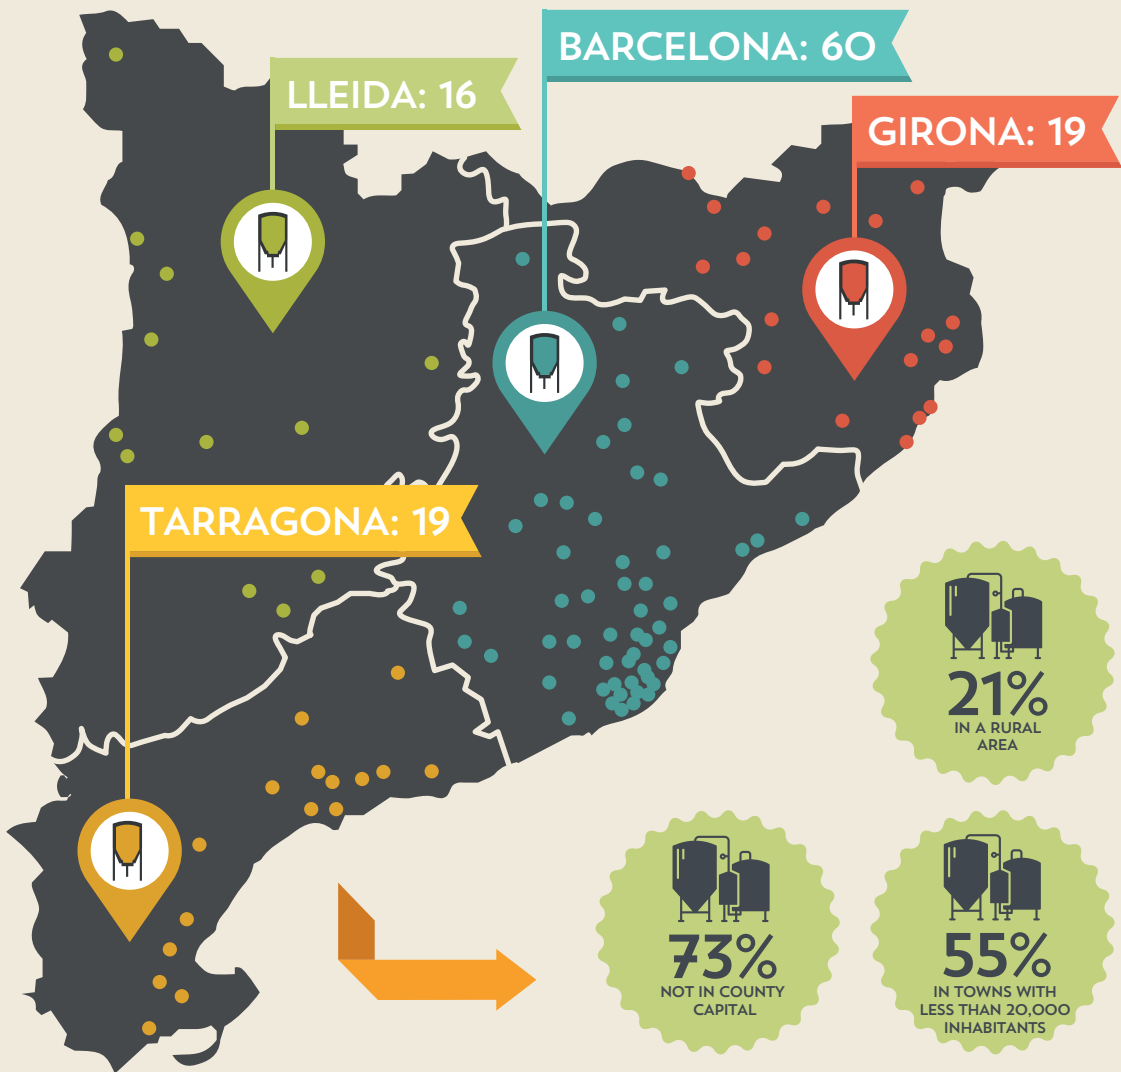 BARCELONA: 60
LLEIDA: 16
GIRONA: 19
TARRAGONA: 19
21%
IN A RURAL
AREA
73%
NOT IN COUNTY
CAPITAL
55%
IN TOWNS WITH
LESS THAN 20,000
INHABITANTS